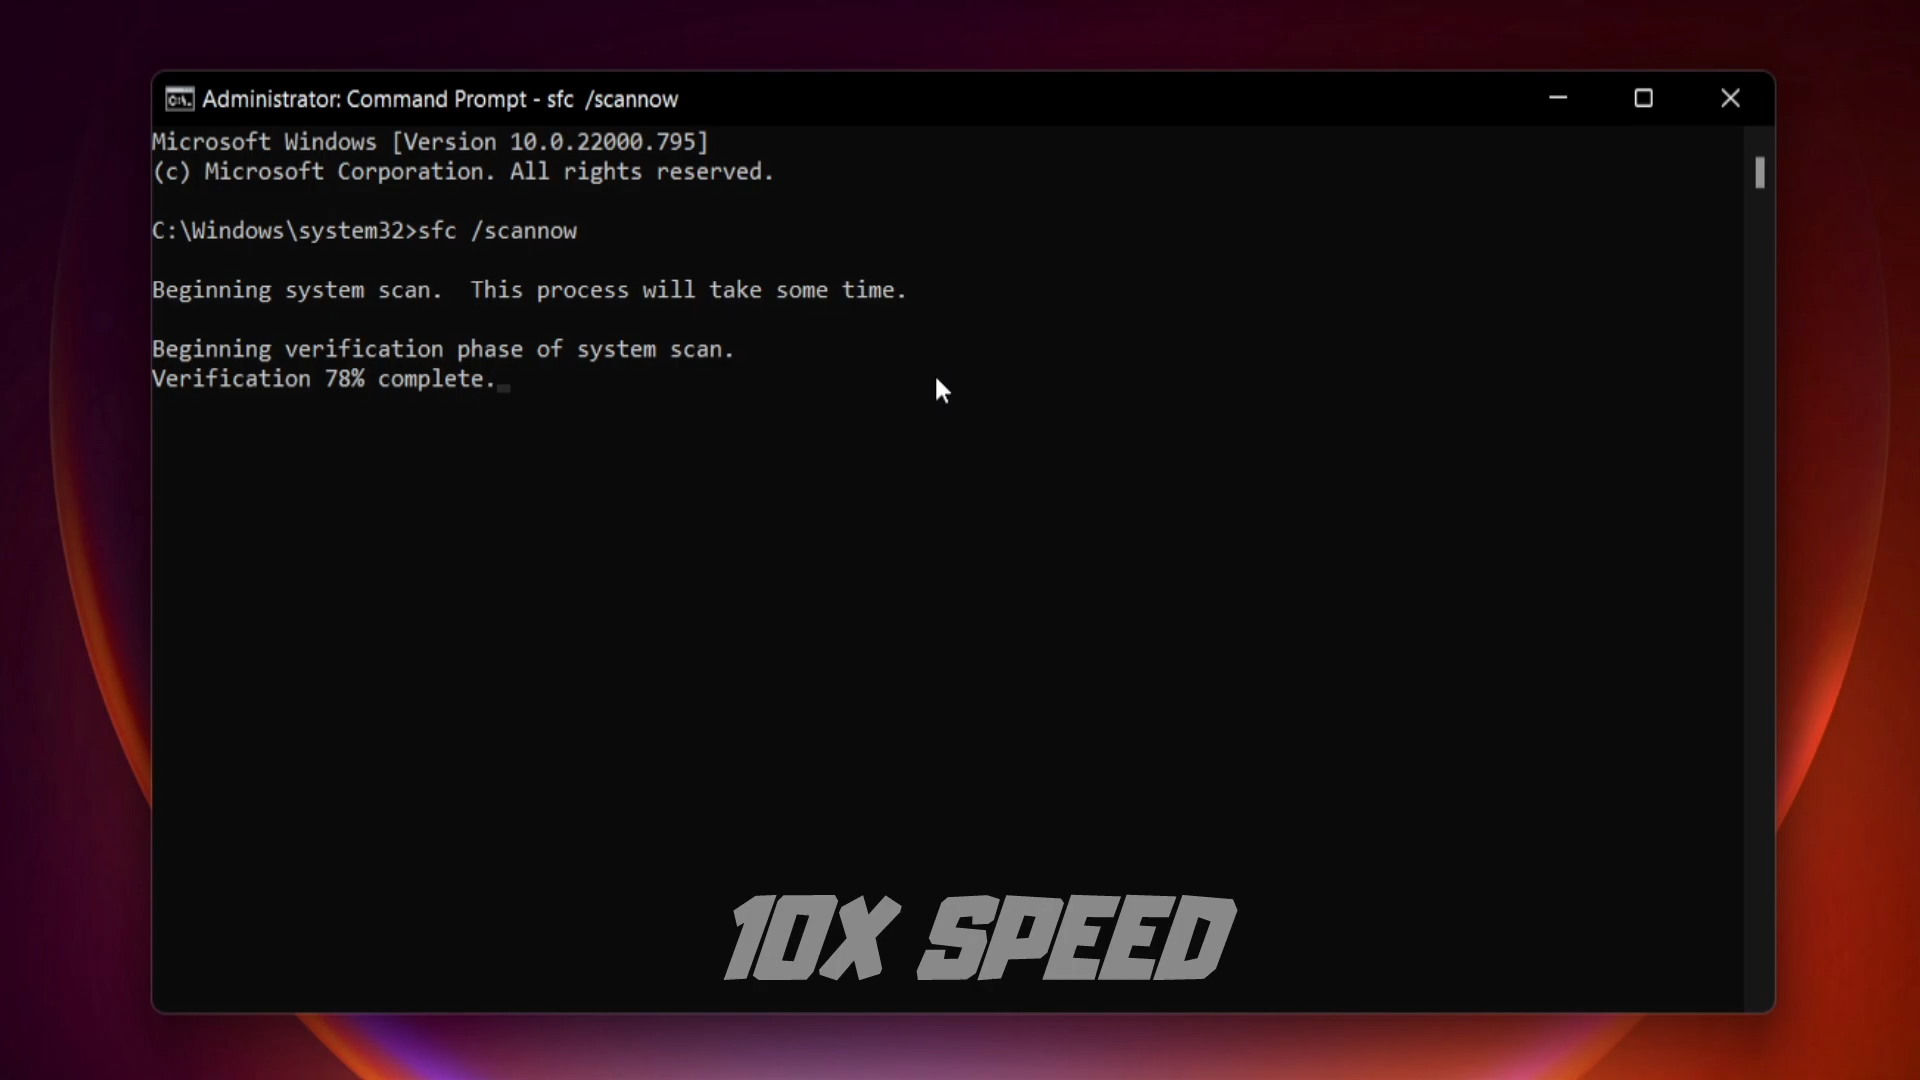 Administrator: Command Prompt - sfc  /scannow
Microsoft Windows [Version 10.0.22000.795]
(c) Microsoft Corporation. All rights reserved.
C:\Windows\system32>sfc /scannow
Beginning system scan.  This process will take some time.
Beginning verification phase of system scan.
Verification 78% complete.
10X SPEED